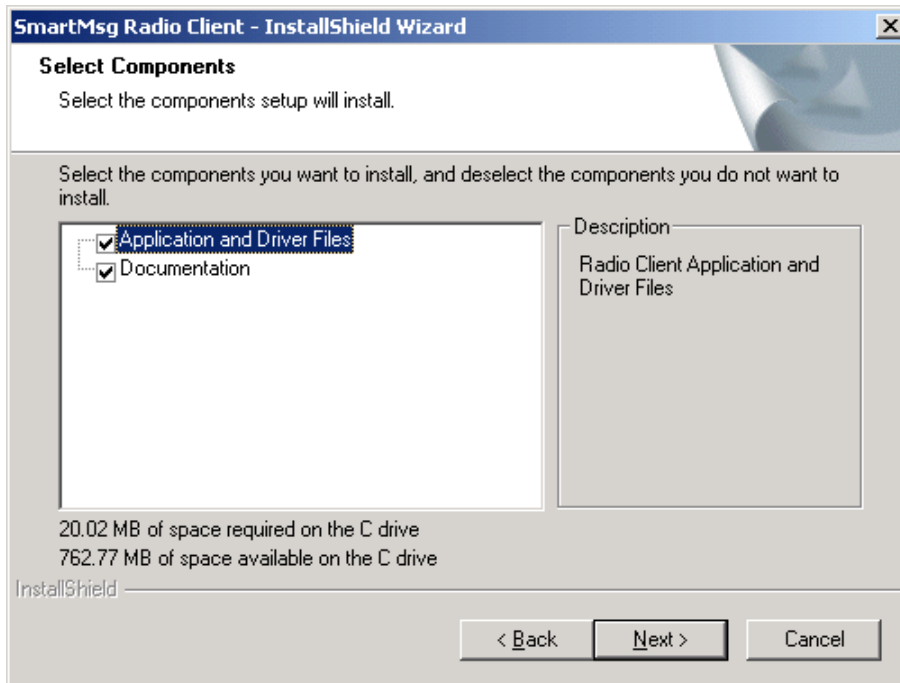 SmartMsg Radio Client - InstallShield Wizard
Select Components
Select the components setup will install.
Select the components you want to install, and deselect the components you do not want to
install.
Application and Driver Files
Documentation
Description
Radio Client Application and
Driver Files
20.02 MB of space required on the C drive
762.77 MB of space available on the C drive
InstallShield
< Back
Next >
Cancel